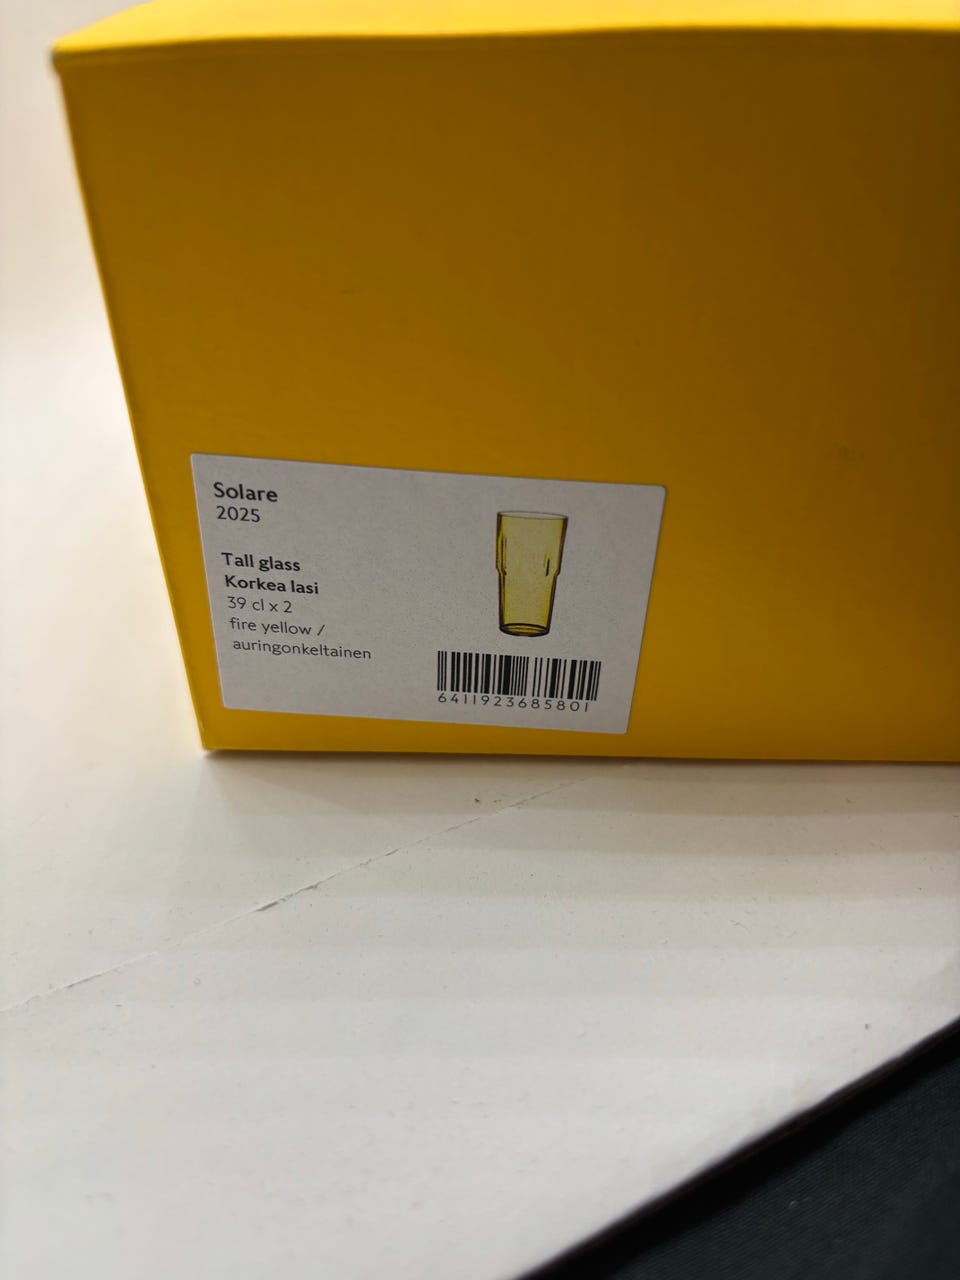 Solare
2025
Tall glass
Korkea lasi
39 cl x 2
fire yellow /
auringonkeltainen
6411923685801